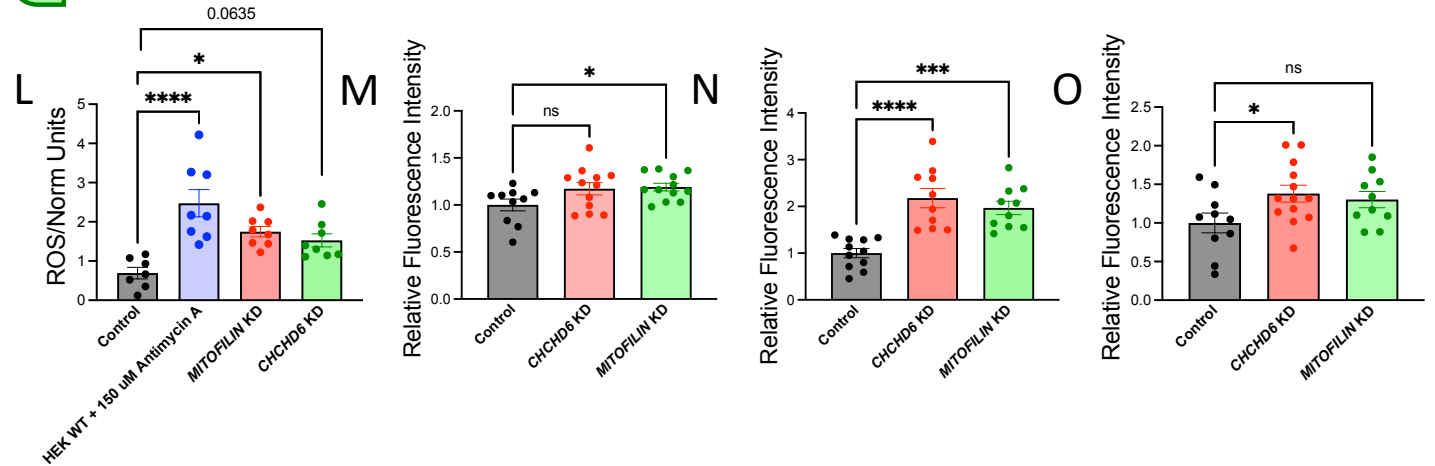 L
0.0635
*
****
ROS/Norm Units
5
4
3
2
1
0
Control
HEK WT + 150 uM Antimycin A
MITOFILIN KD
CHCHD6 KD
M
*
ns
Relative Fluorescence Intensity
2.0
1.5
1.0
0.5
0.0
Control
CHCHD6 KD
MITOFILIN KD
N
***
****
Relative Fluorescence Intensity
4
3
2
1
0
Control
CHCHD6 KD
MITOFILIN KD
O
ns
*
Relative Fluorescence Intensity
2.5
2.0
1.5
1.0
0.5
0.0
Control
CHCHD6 KD
MITOFILIN KD